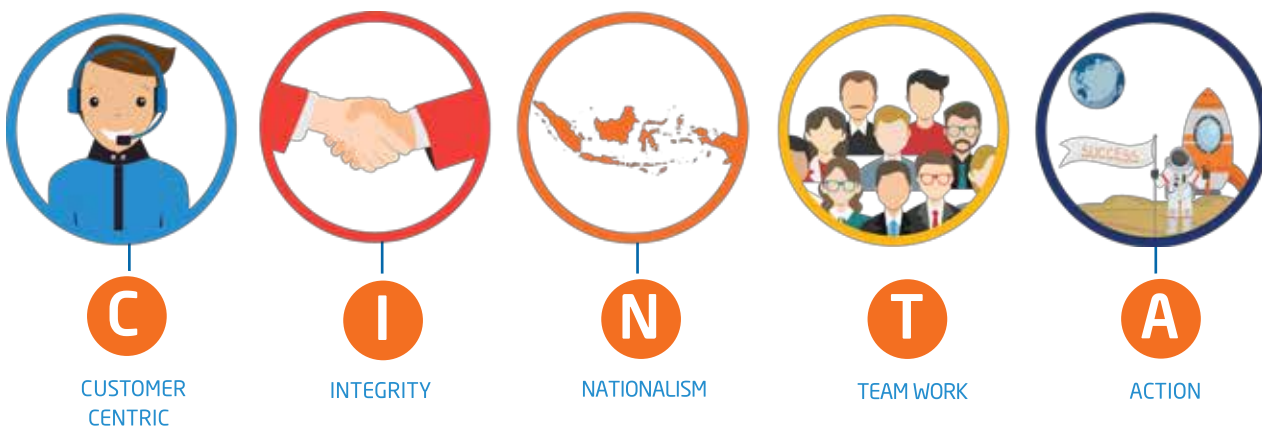 SUCCESS
C
I
N
T
A
CUSTOMER
CENTRIC
INTEGRITY
NATIONALISM
TEAM WORK
ACTION